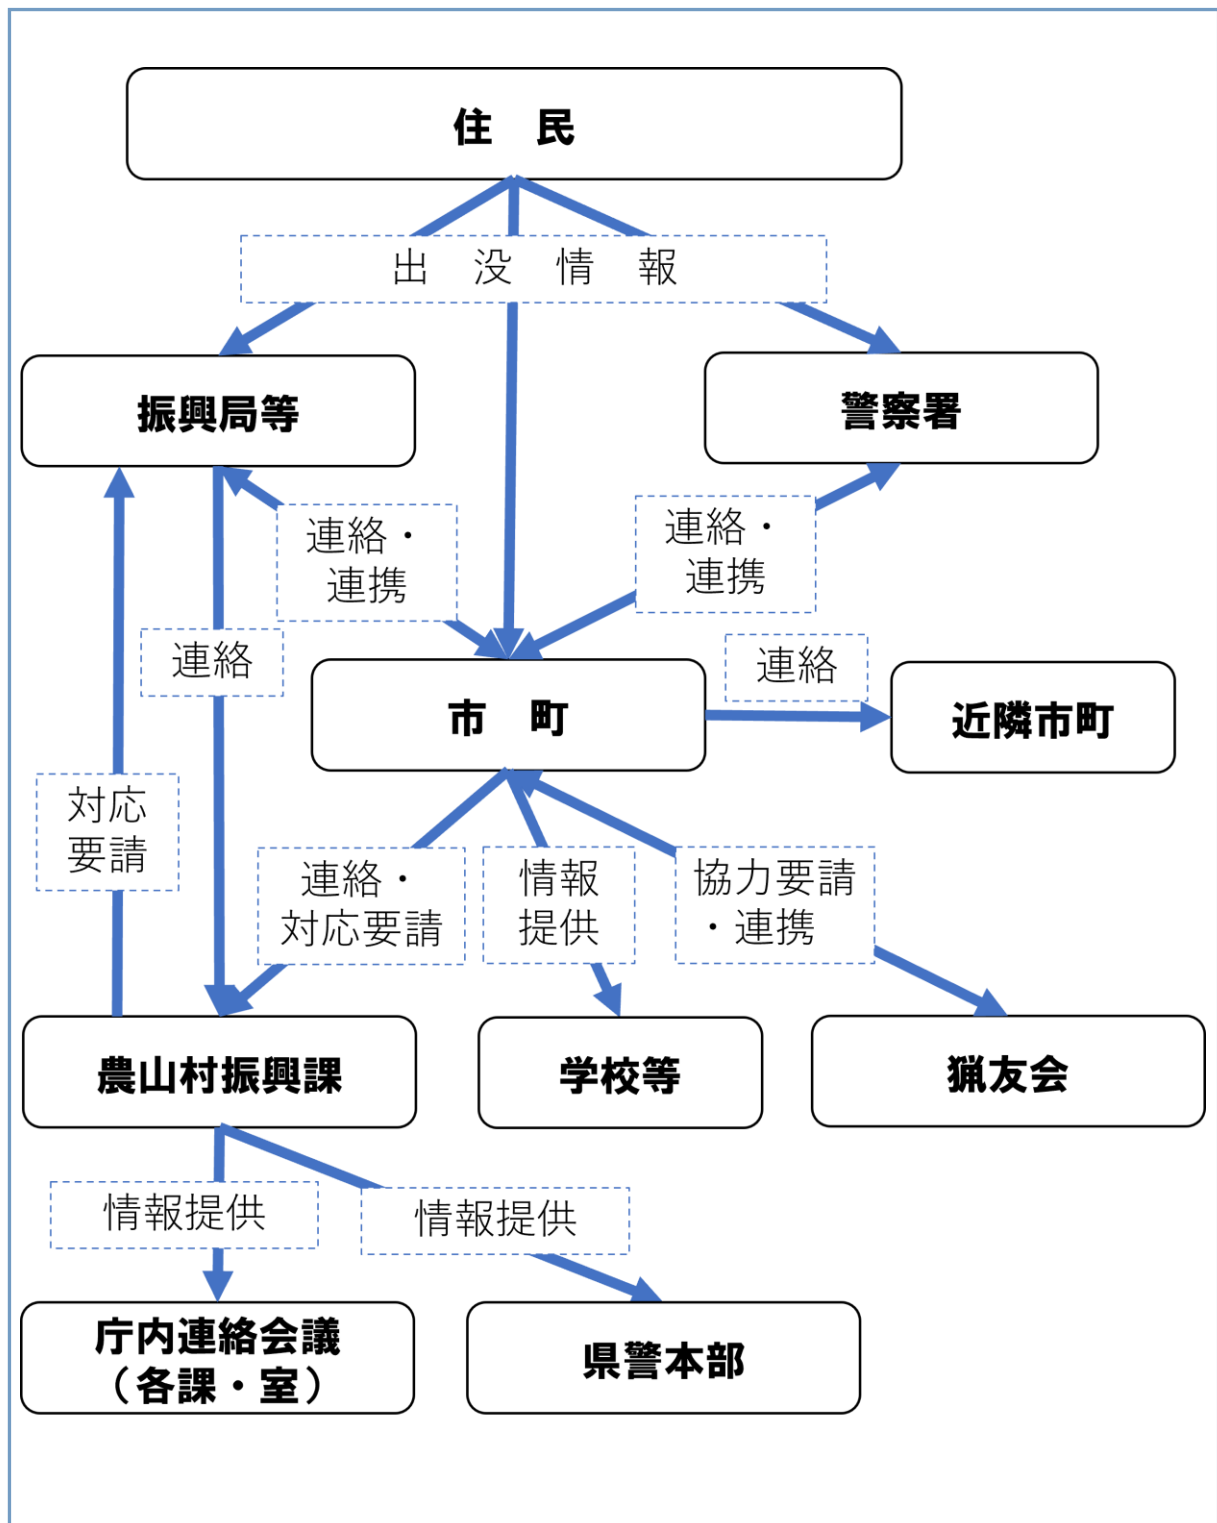 住　民
出　没　情　報
振興局等
警察署
連絡・
連携
連絡・
連携
連絡
連絡
市　町
近隣市町
対応
要請
連絡・
対応要請
情報
提供
協力要請
・連携
農山村振興課
学校等
猟友会
情報提供
情報提供
庁内連絡会議
（各課・室）
県警本部